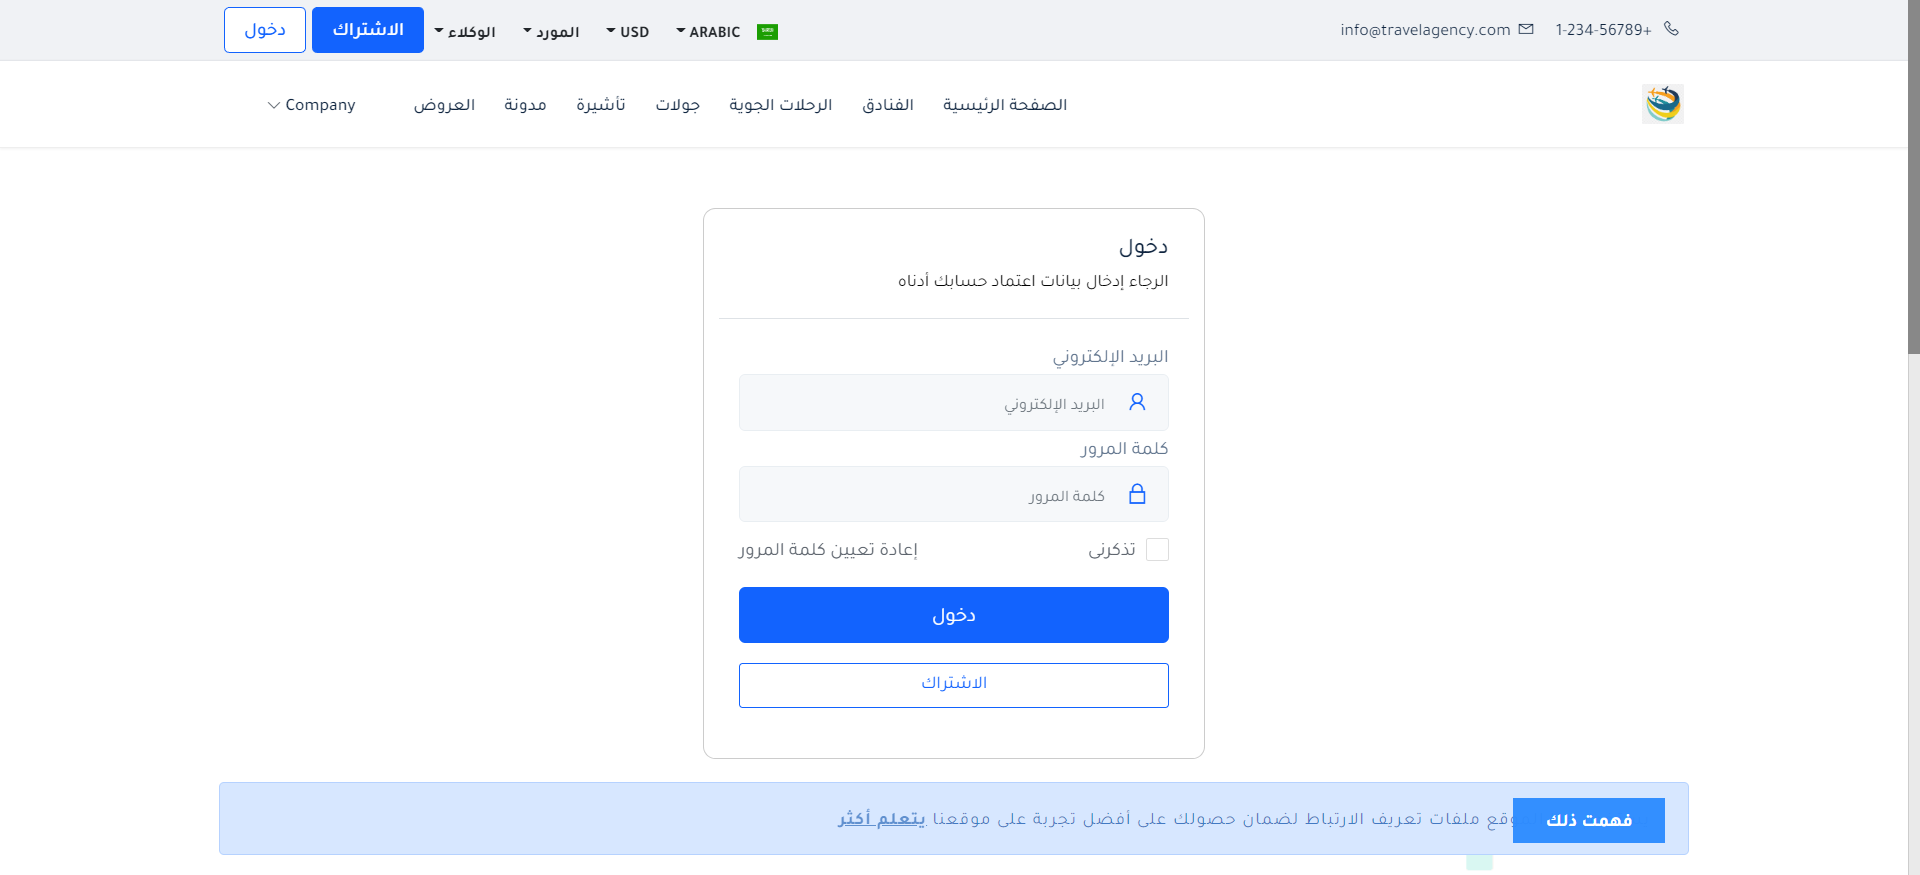 +1-234-56789
info@travelagency.com
ARABIC
USD
المورد
الوكلاء
الاشتراك
دخول
الصفحة الرئيسية
الفنادق
الرحلات الجوية
جولات
تأشيرة
مدونة
العروض
Company
دخول
الرجاء إدخال بيانات اعتماد حسابك أدناه
البريد الإلكتروني
البريد الإلكتروني
كلمة المرور
كلمة المرور
تذكرنى
إعادة تعيين كلمة المرور
دخول
الاشتراك
ملفات تعريف الارتباط لضمان حصولك على أفضل تجربة على موقعنا يتعلم أكثر
فهمت ذلك